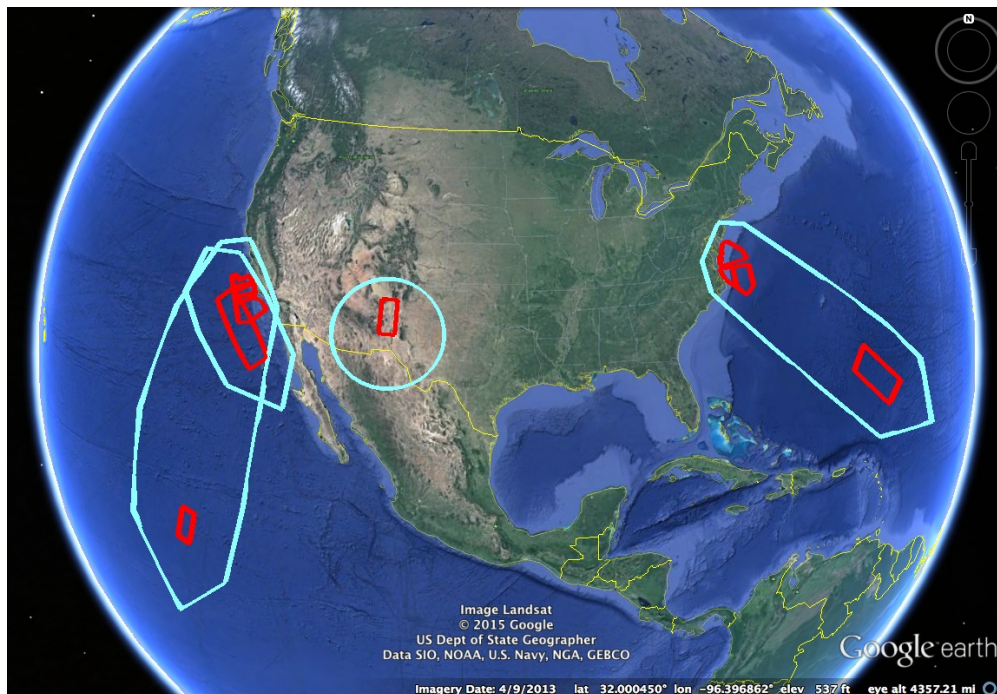 N
Image Landsat
© 2015 Google
US Dept of State Geographer
Data SIO, NOAA, U.S. Navy, NGA, GEBCO
Google earth
Imagery Date: 4/9/2013 lat 32.000450° lon -96.396862° elev 537 ft eye alt 4357.21 mi